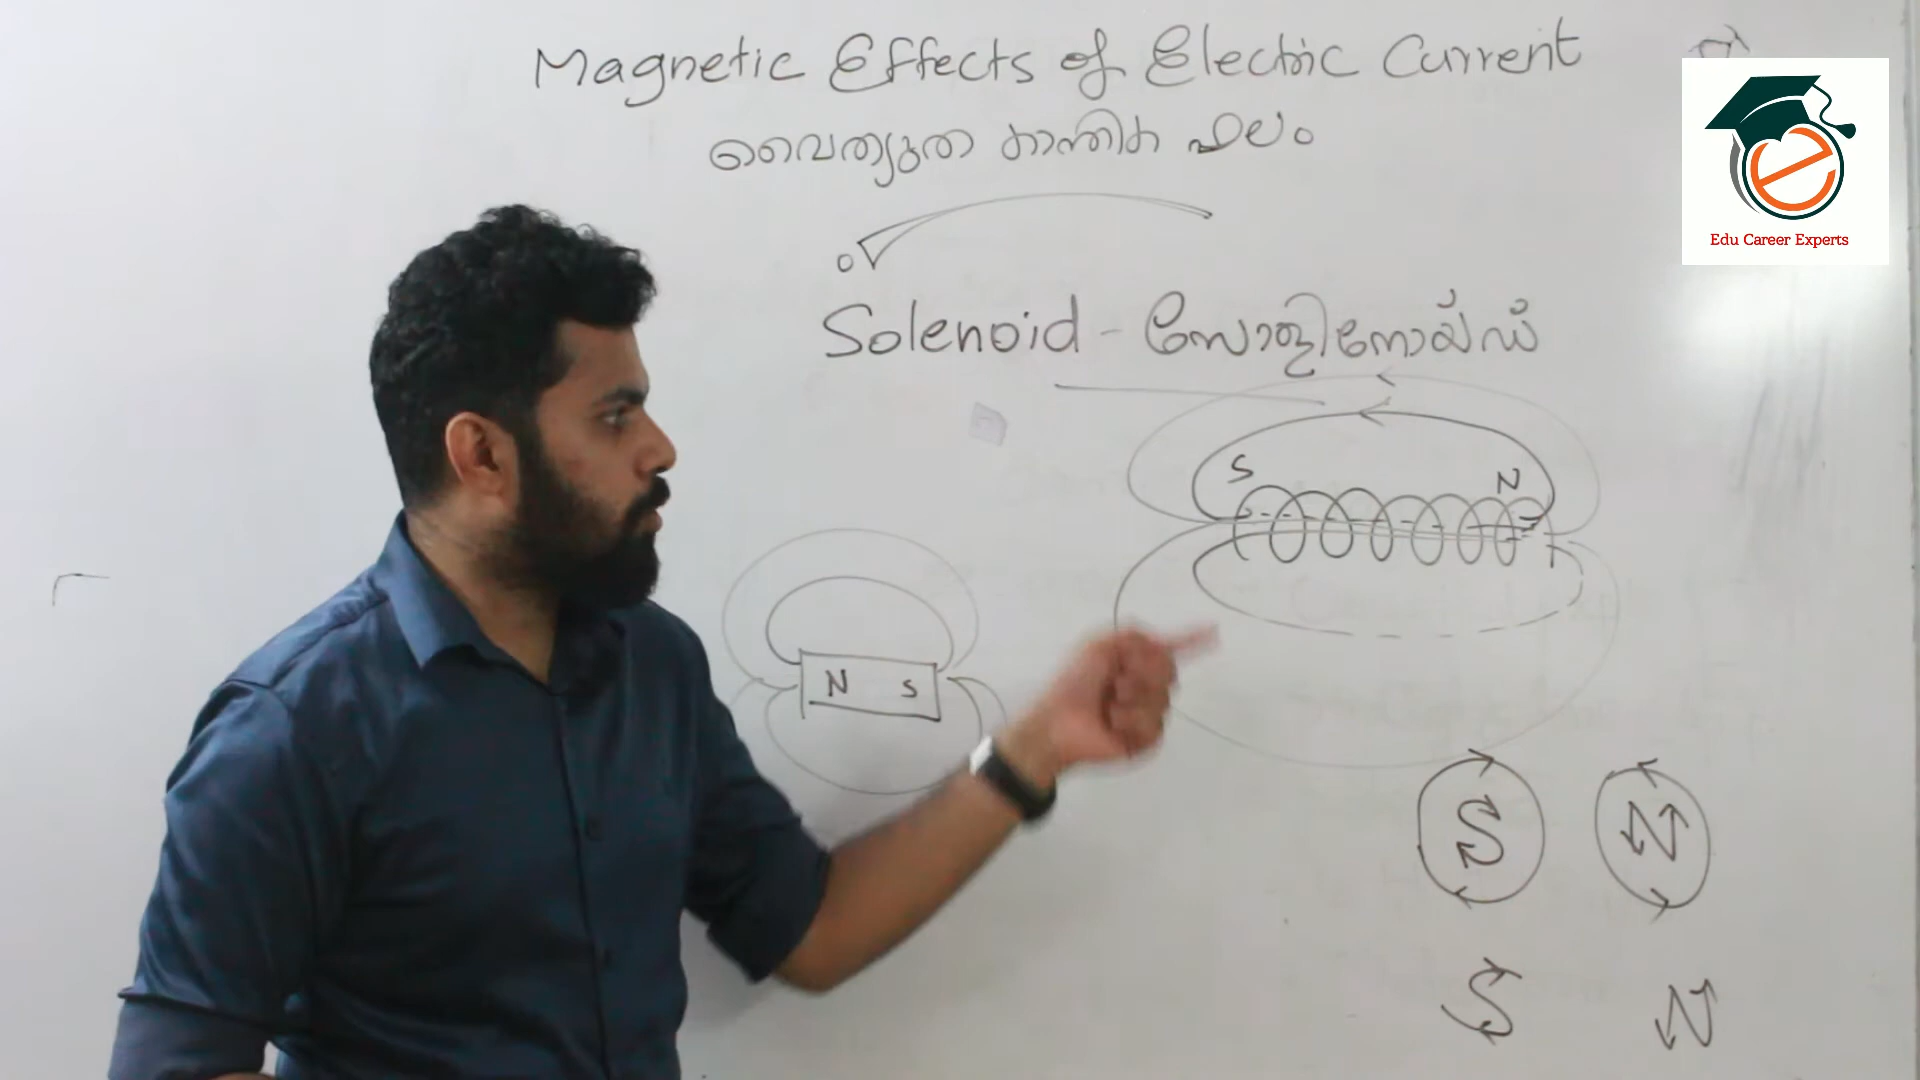 Magnetic Effects of Electric Current
വൈത്യുത കാന്തിക ഫലം
Edu Career Experts
Solenoid - സോളിനോയ്ഡ്
S N
N S
S N
S N